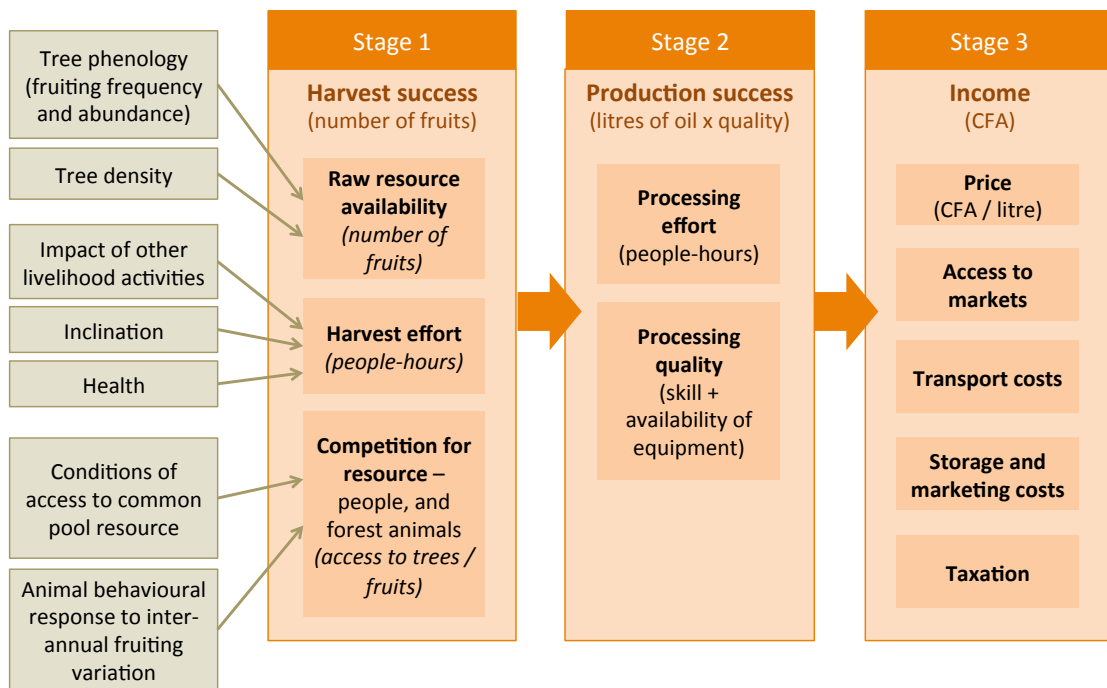 Tree phenology
(fruiting frequency
and abundance)
Tree density
Impact of other
livelihood activities
Inclination
Health
Conditions of
access to common
pool resource
Animal behavioural
response to inter-
annual fruiting
variation
Stage 1
Harvest success
(number of fruits)
Raw resource
availability
(number of
fruits)
Harvest effort
(people-hours)
Competition for
resource –
people, and
forest animals
(access to trees /
fruits)
Stage 2
Production success
(litres of oil x quality)
Processing
effort
(people-hours)
Processing
quality
(skill +
availability of
equipment)
Stage 3
Income
(CFA)
Price
(CFA / litre)
Access to
markets
Transport costs
Storage and
marketing costs
Taxation